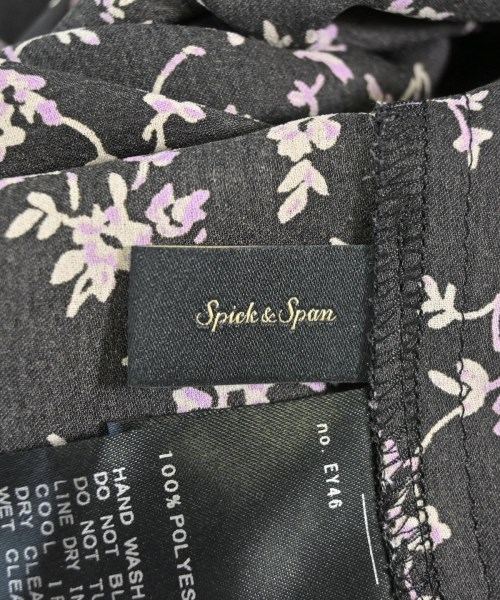 Spick & Span
no. EY46
100% POLYES
HAND WASH
DO NOT BL
DO NOT TU
LINE DRY IN
COOL I
DRY CLEA
WET CLE